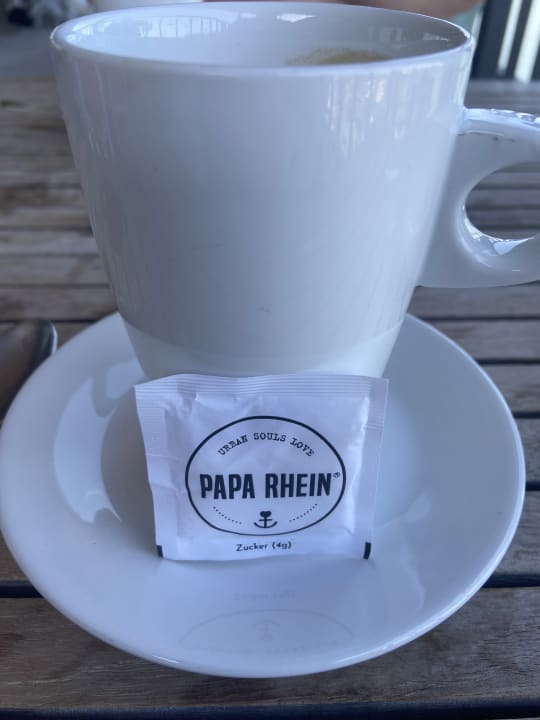 URBAN SOULS LOVE
PAPA RHEIN®
Zucker (4g)